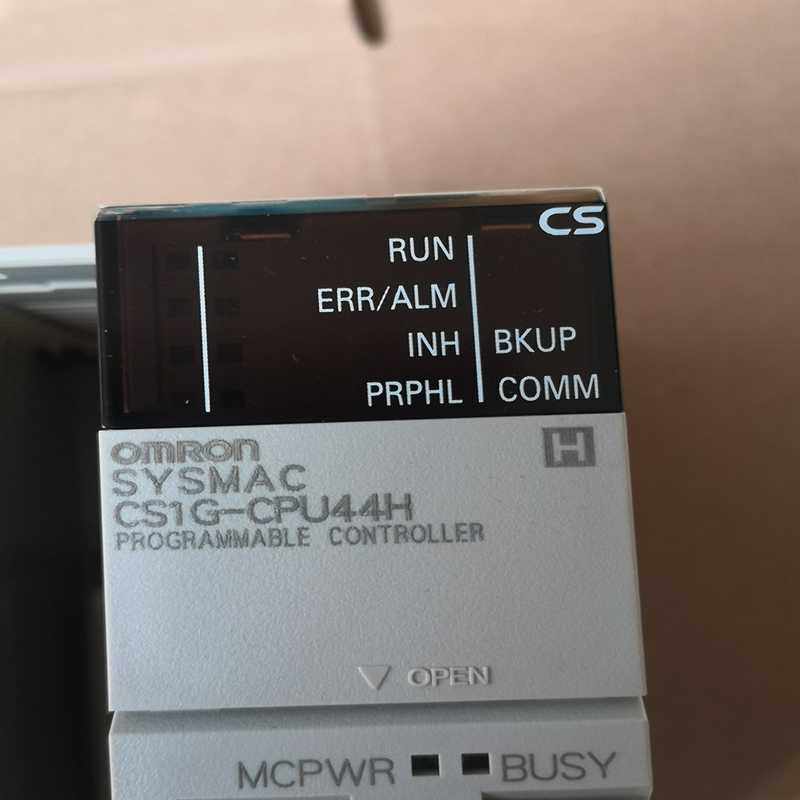 CS
RUN
ERR/ALM
INH BKUP
PRPHL COMM
OMRON H
SYSMAC
CS1G-CPU44H
PROGRAMMABLE CONTROLLER
OPEN
MCPWR BUSY